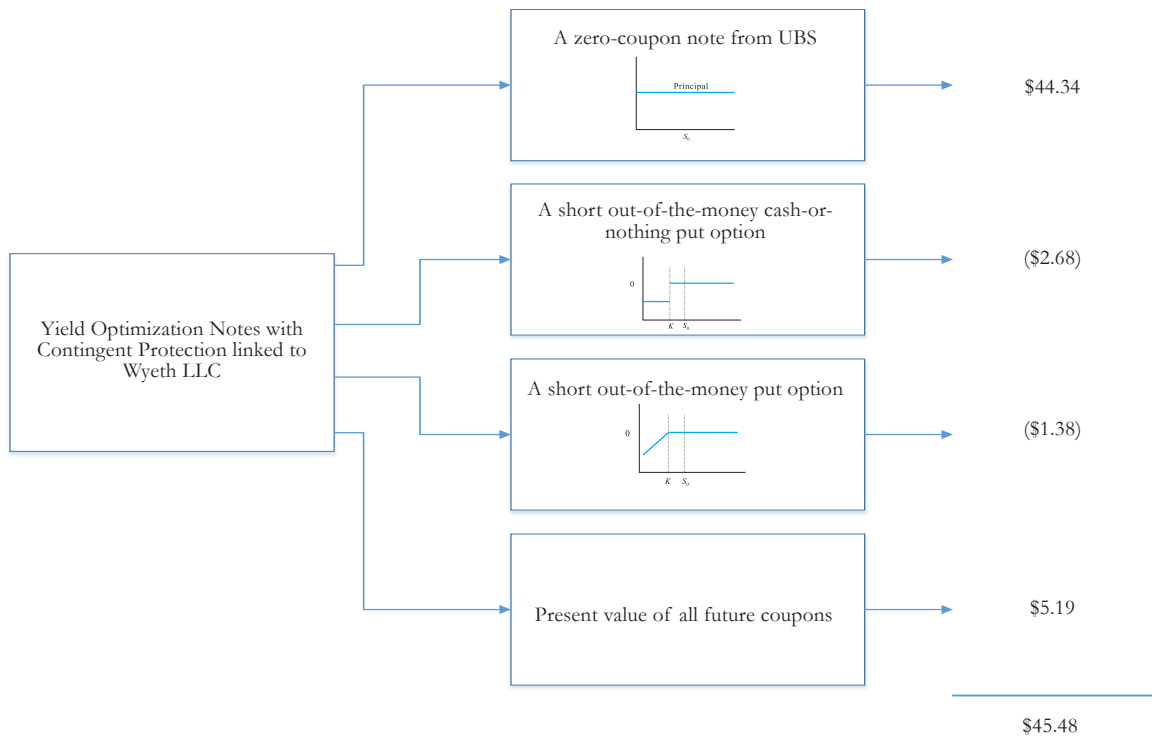 A zero-coupon note from UBS
Principal
S₀
$44.34
A short out-of-the-money cash-or-
nothing put option
0
K S₀
($2.68)
Yield Optimization Notes with
Contingent Protection linked to
Wyeth LLC
A short out-of-the-money put option
0
K S₀
($1.38)
Present value of all future coupons
$5.19
$45.48